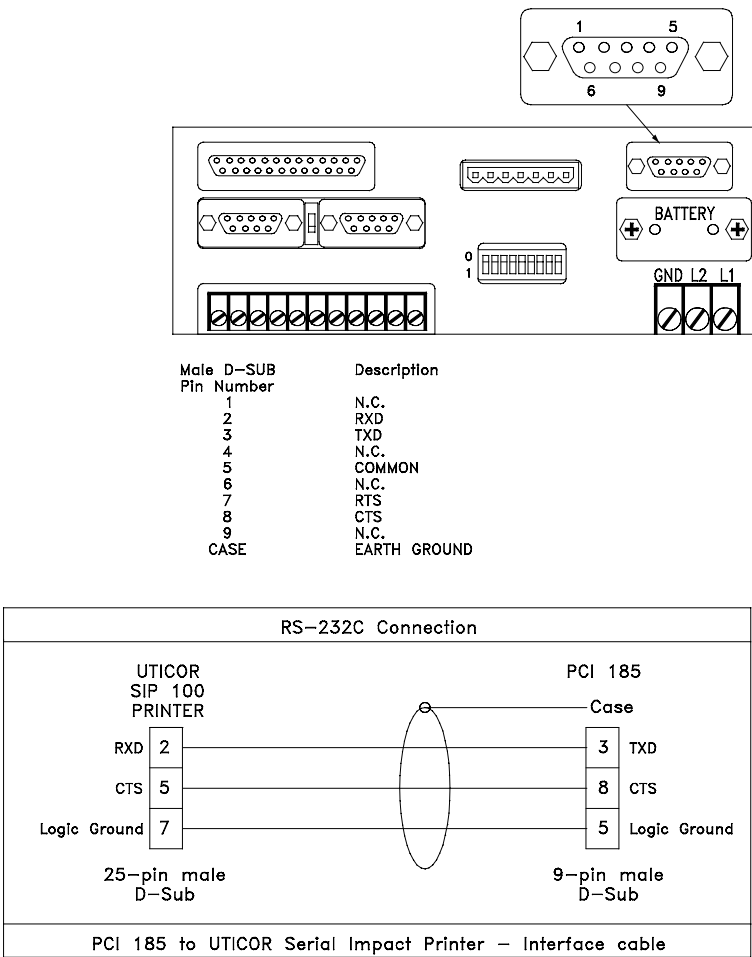 1 5
6 9
BATTERY
0
1
GND L2 L1
Male D-SUB Description
Pin Number
1 N.C.
2 RXD
3 TXD
4 N.C.
5 COMMON
6 N.C.
7 RTS
8 CTS
9 N.C.
CASE EARTH GROUND
RS-232C Connection
UTICOR PCI 185
SIP 100
PRINTER Case
RXD 2 3 TXD
CTS 5 8 CTS
Logic Ground 7 5 Logic Ground
25-pin male 9-pin male
D-Sub D-Sub
PCI 185 to UTICOR Serial Impact Printer - Interface cable